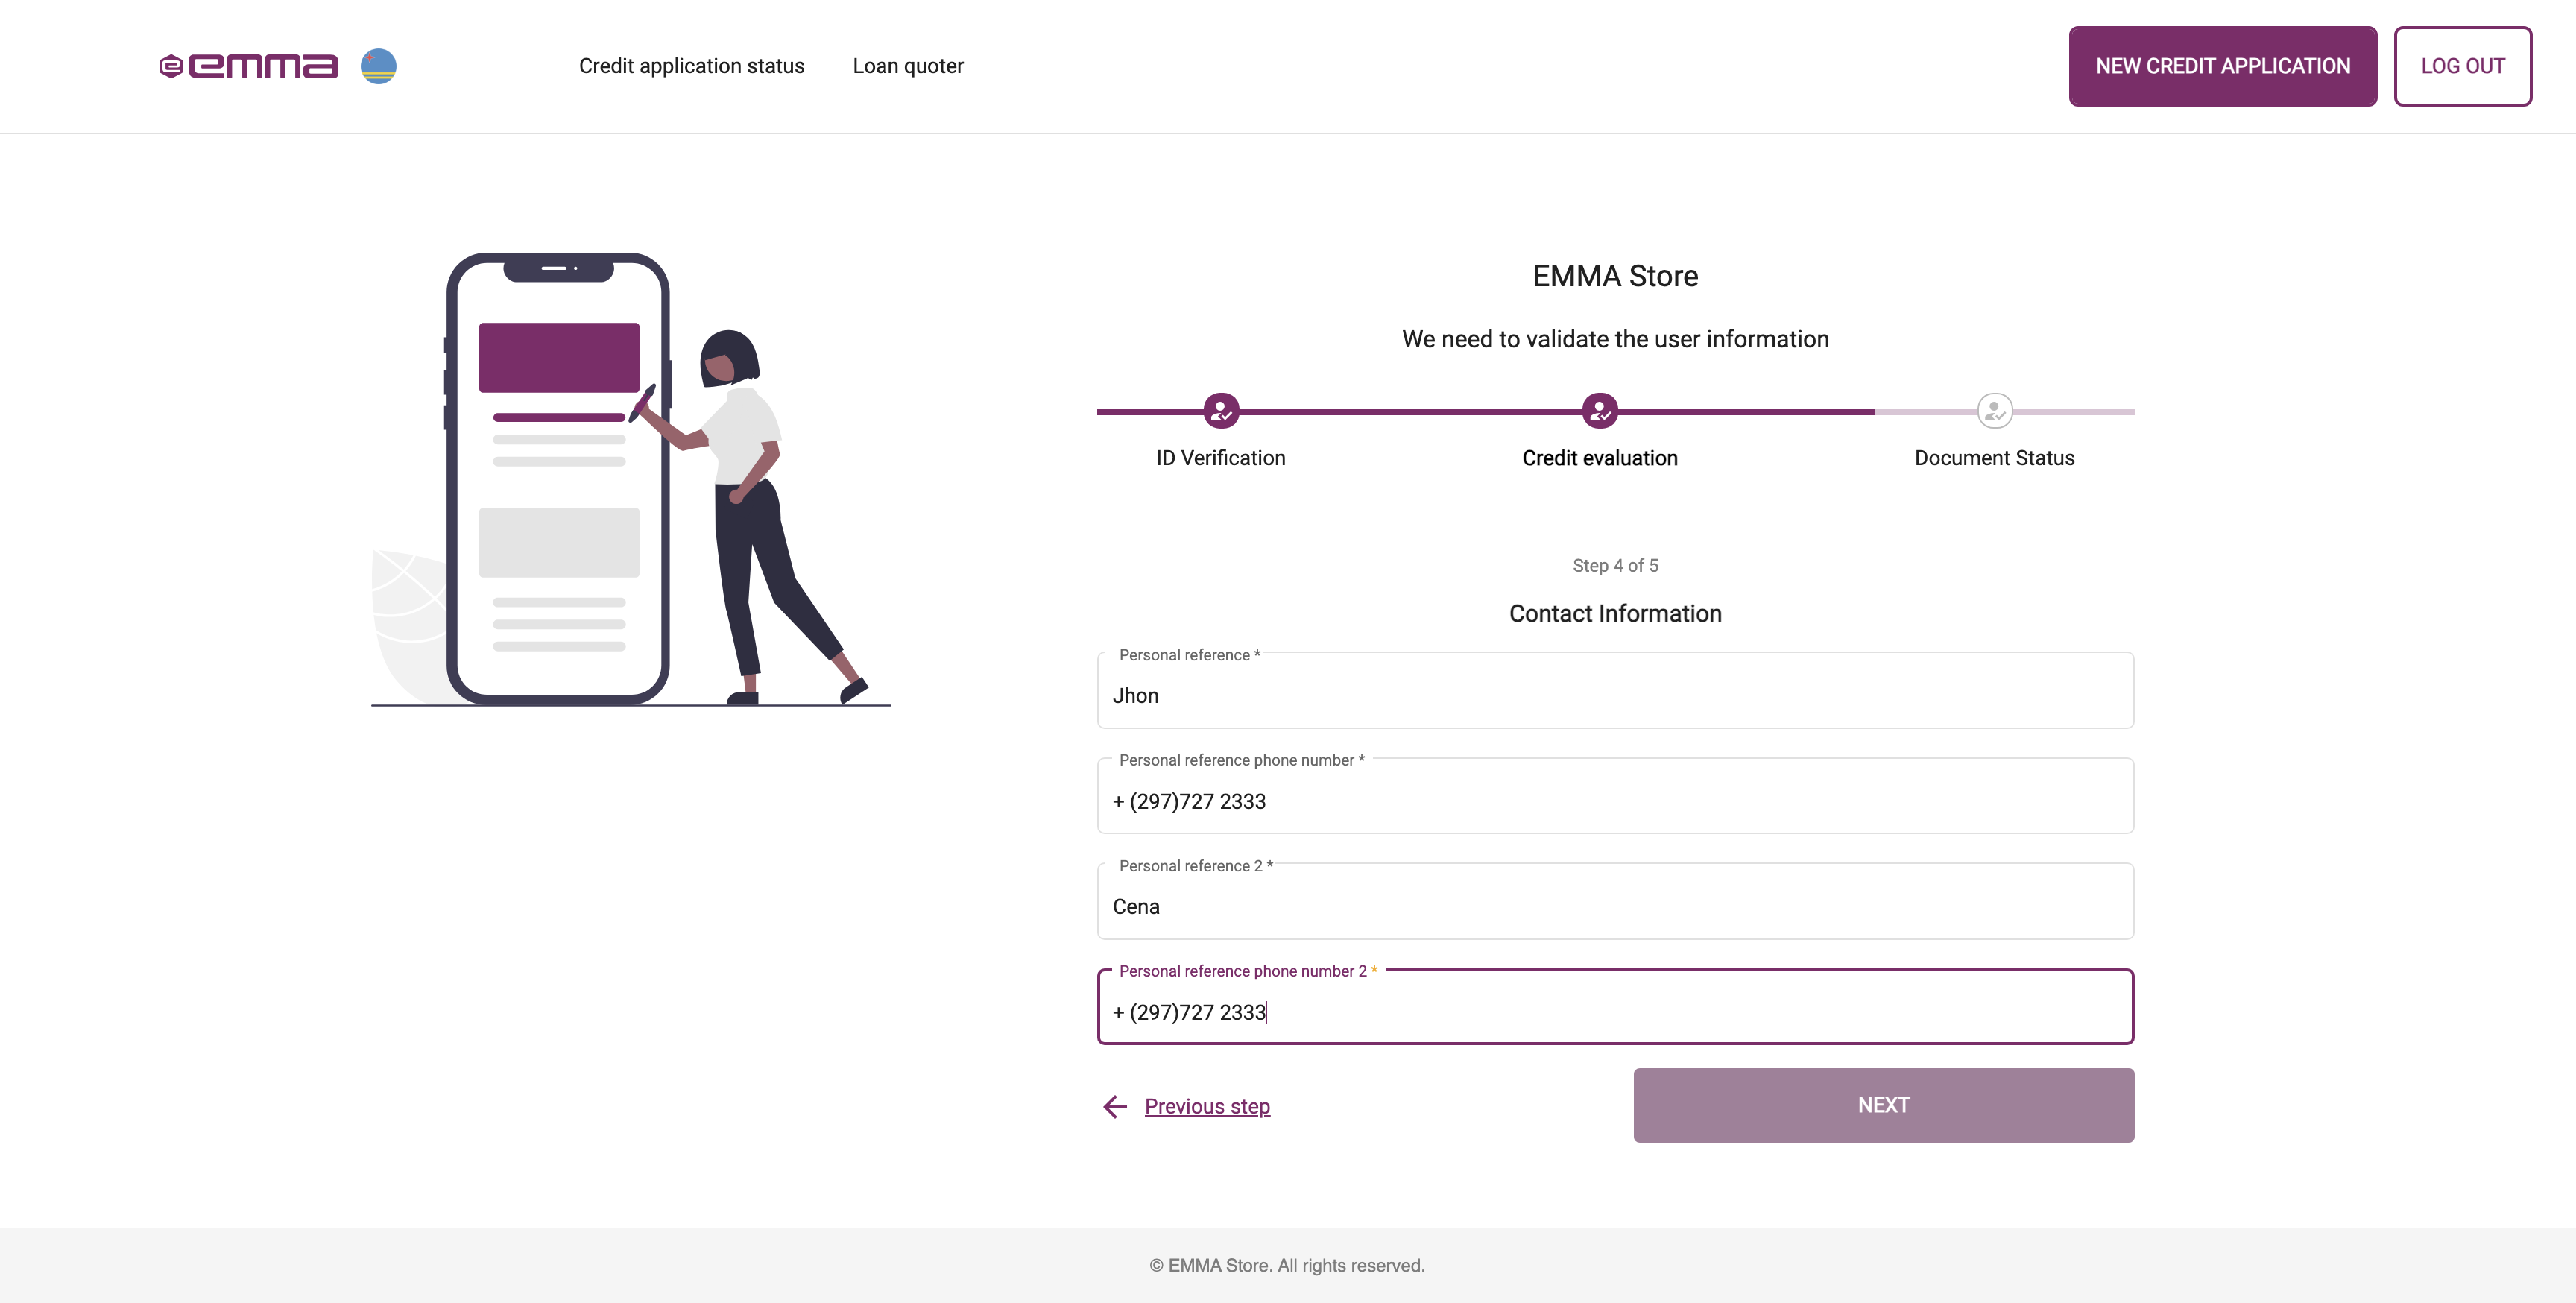 emma
Credit application status
Loan quoter
NEW CREDIT APPLICATION
LOG OUT
EMMA Store
We need to validate the user information
ID Verification
Credit evaluation
Document Status
Step 4 of 5
Contact Information
Personal reference *
Jhon
Personal reference phone number *
+ (297)727 2333
Personal reference 2 *
Cena
Personal reference phone number 2 *
+ (297)727 2333
Previous step
NEXT
© EMMA Store. All rights reserved.